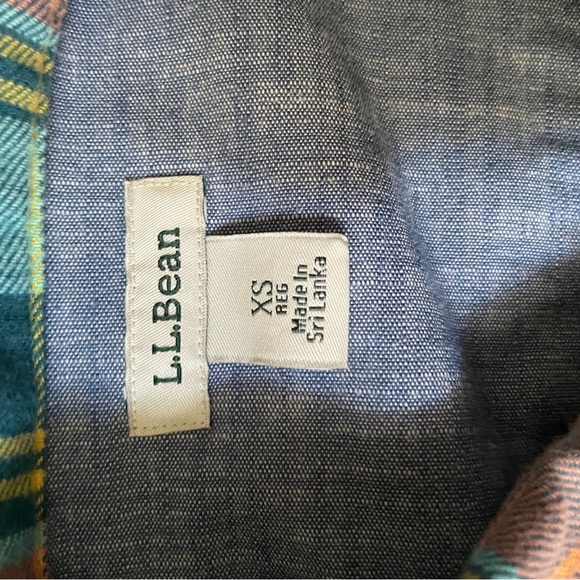 L.L.Bean
XS
REG
Made In
Sri Lanka